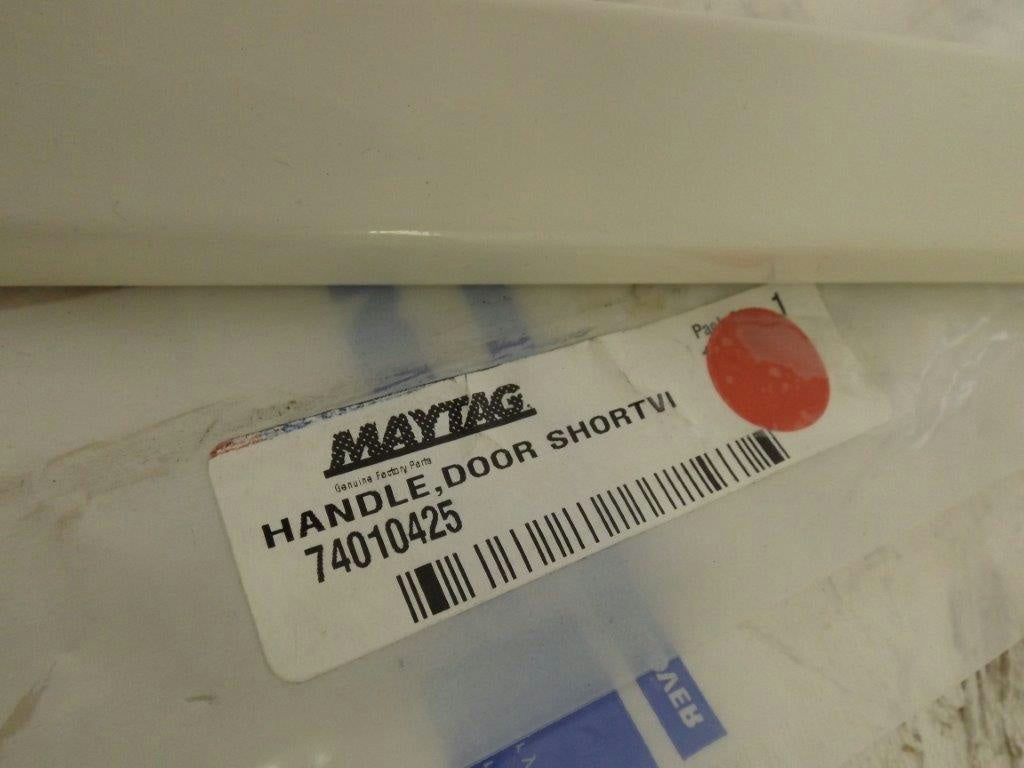 MAYTAG
Genuine Factory Parts
1
HANDLE,DOOR SHORTVI
74010425